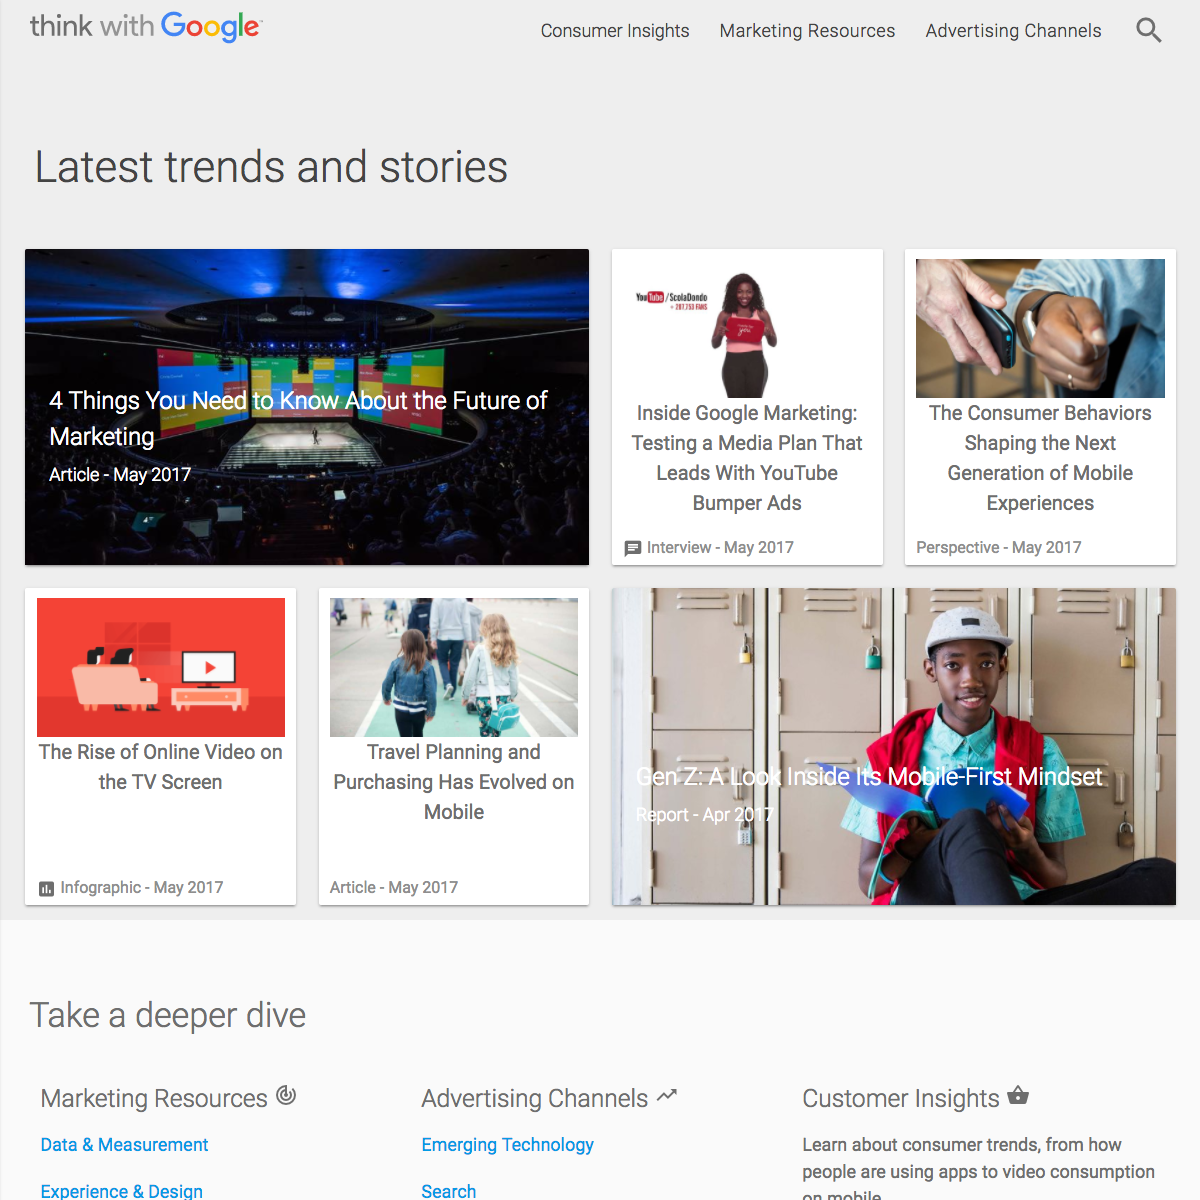 think with Google
Consumer Insights
Marketing Resources
Advertising Channels
Latest trends and stories
4 Things You Need to Know About the Future of
Marketing
Article - May 2017
YouTube /ScolaDondo
you
Inside Google Marketing:
Testing a Media Plan That
Leads With YouTube
Bumper Ads
Interview - May 2017
The Consumer Behaviors
Shaping the Next
Generation of Mobile
Experiences
Perspective - May 2017
The Rise of Online Video on
the TV Screen
Infographic - May 2017
Travel Planning and
Purchasing Has Evolved on
Mobile
Article - May 2017
Gen Z: A Look Inside Its Mobile-First Mindset
Report - Apr 2017
Take a deeper dive
Marketing Resources
Data & Measurement
Experience & Design
Advertising Channels
Emerging Technology
Search
Customer Insights
Learn about consumer trends, from how
people are using apps to video consumption
on mobile